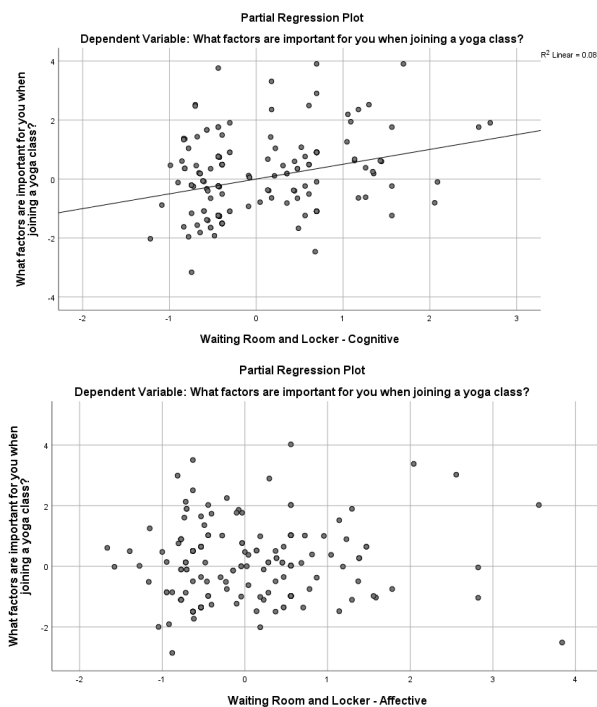 Partial Regression Plot
Dependent Variable: What factors are important for you when joining a yoga class?
R2 Linear = 0.08
What factors are important for you when
joining a yoga class?
4
2
0
-2
-4
-2
-1
0
1
2
3
Waiting Room and Locker - Cognitive
Partial Regression Plot
Dependent Variable: What factors are important for you when joining a yoga class?
What factors are important for you when
joining a yoga class?
4
2
0
-2
-2
-1
0
1
2
3
4
Waiting Room and Locker - Affective